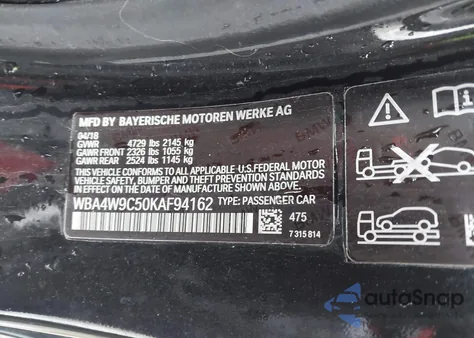 MFD BY BAYERISCHE MOTOREN WERKE AG
04/18
GVWR 4729 lbs 2145 kg
GAWR FRONT 2326 lbs 1055 kg
GAWR REAR 2524 lbs 1145 kg
THIS VEHICLE CONFORMS TO ALL APPLICABLE
U.S.FEDERAL MOTOR
VEHICLE SAFETY, BUMPER AND THEFT PREVENTION
STANDARDS IN EFFECT ON THE DATE OF
MANUFACTURE SHOWN ABOVE.
WBA4W9C50KAF94162 TYPE: PASSENGER CAR
475
7 315 814
autoSnap